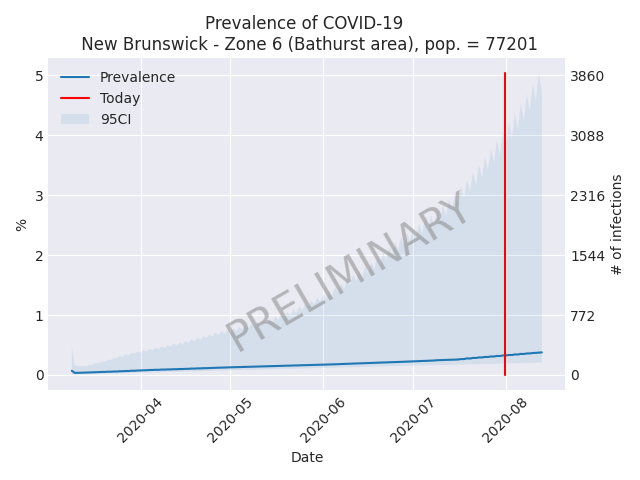 Prevalence of COVID-19
New Brunswick - Zone 6 (Bathurst area), pop. = 77201
Prevalence
Today
95CI
5
4
3
2
1
0
%
3860
3088
2316
1544
772
0
# of infections
PRELIMINARY
2020-04
2020-05
2020-06
2020-07
2020-08
Date